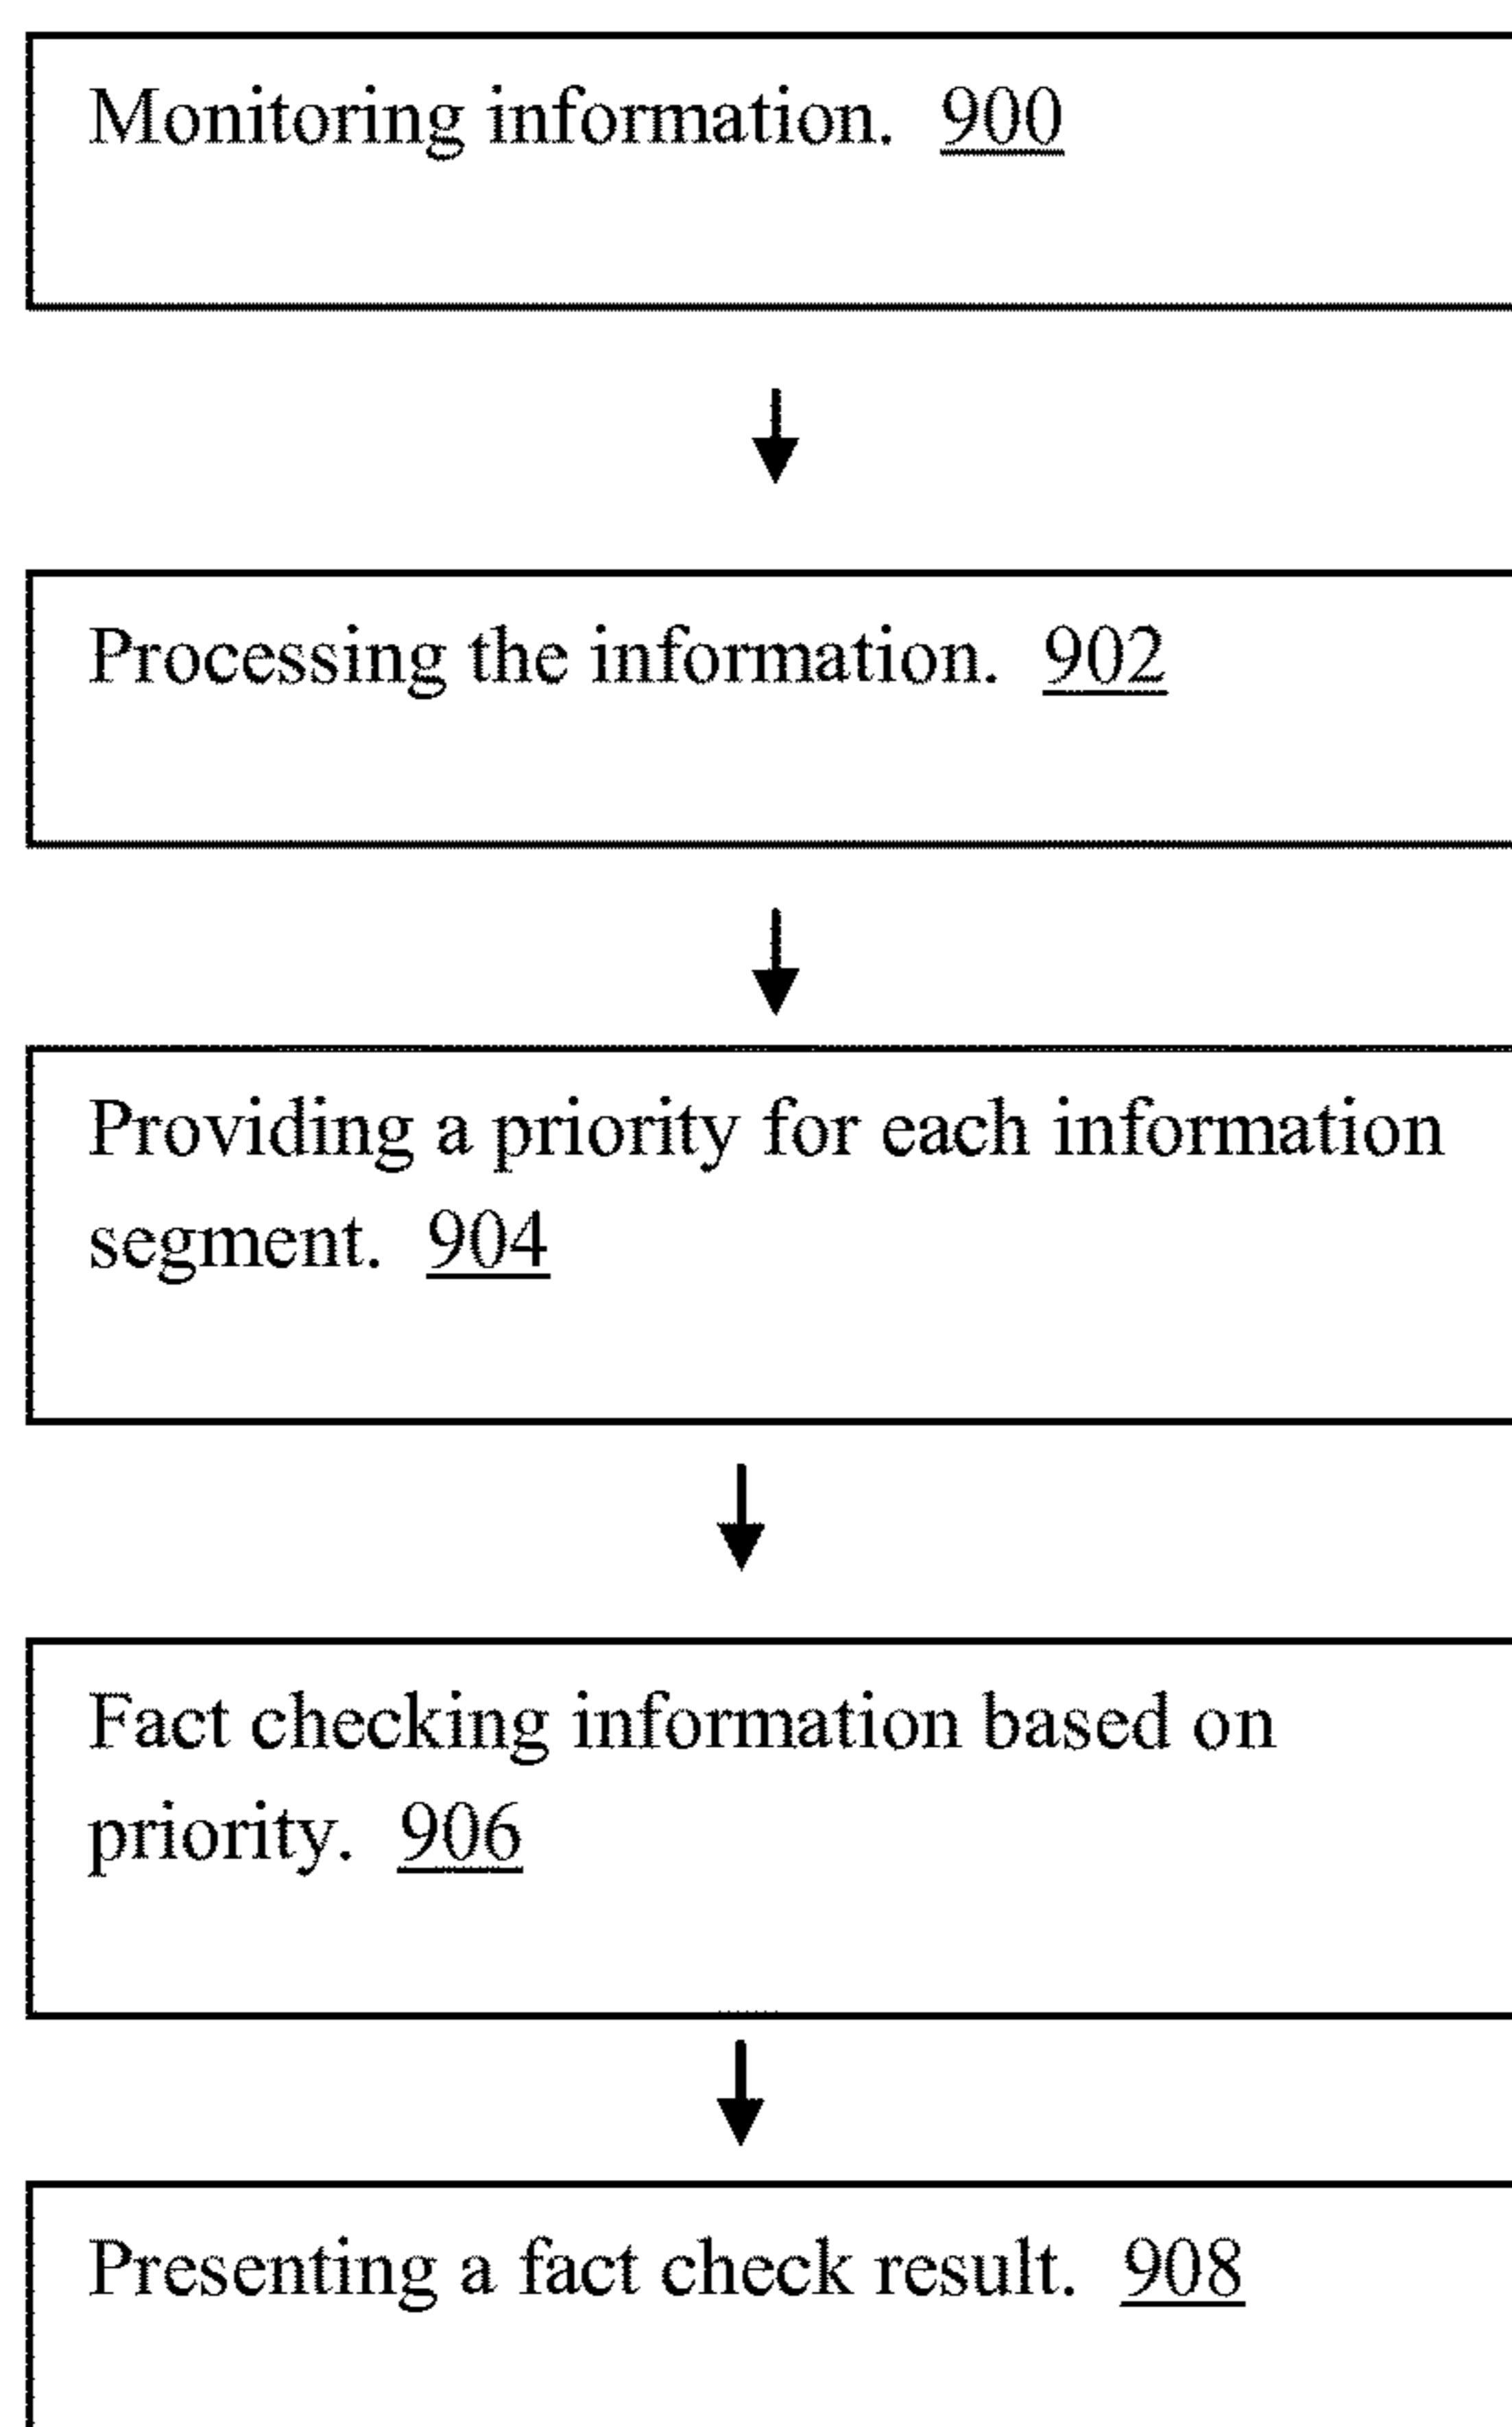 Monitoring information. 900
Processing the information. 902
Providing a priority for each information
segment. 904
Fact checking information based on
priority. 906
Presenting a fact check result. 908